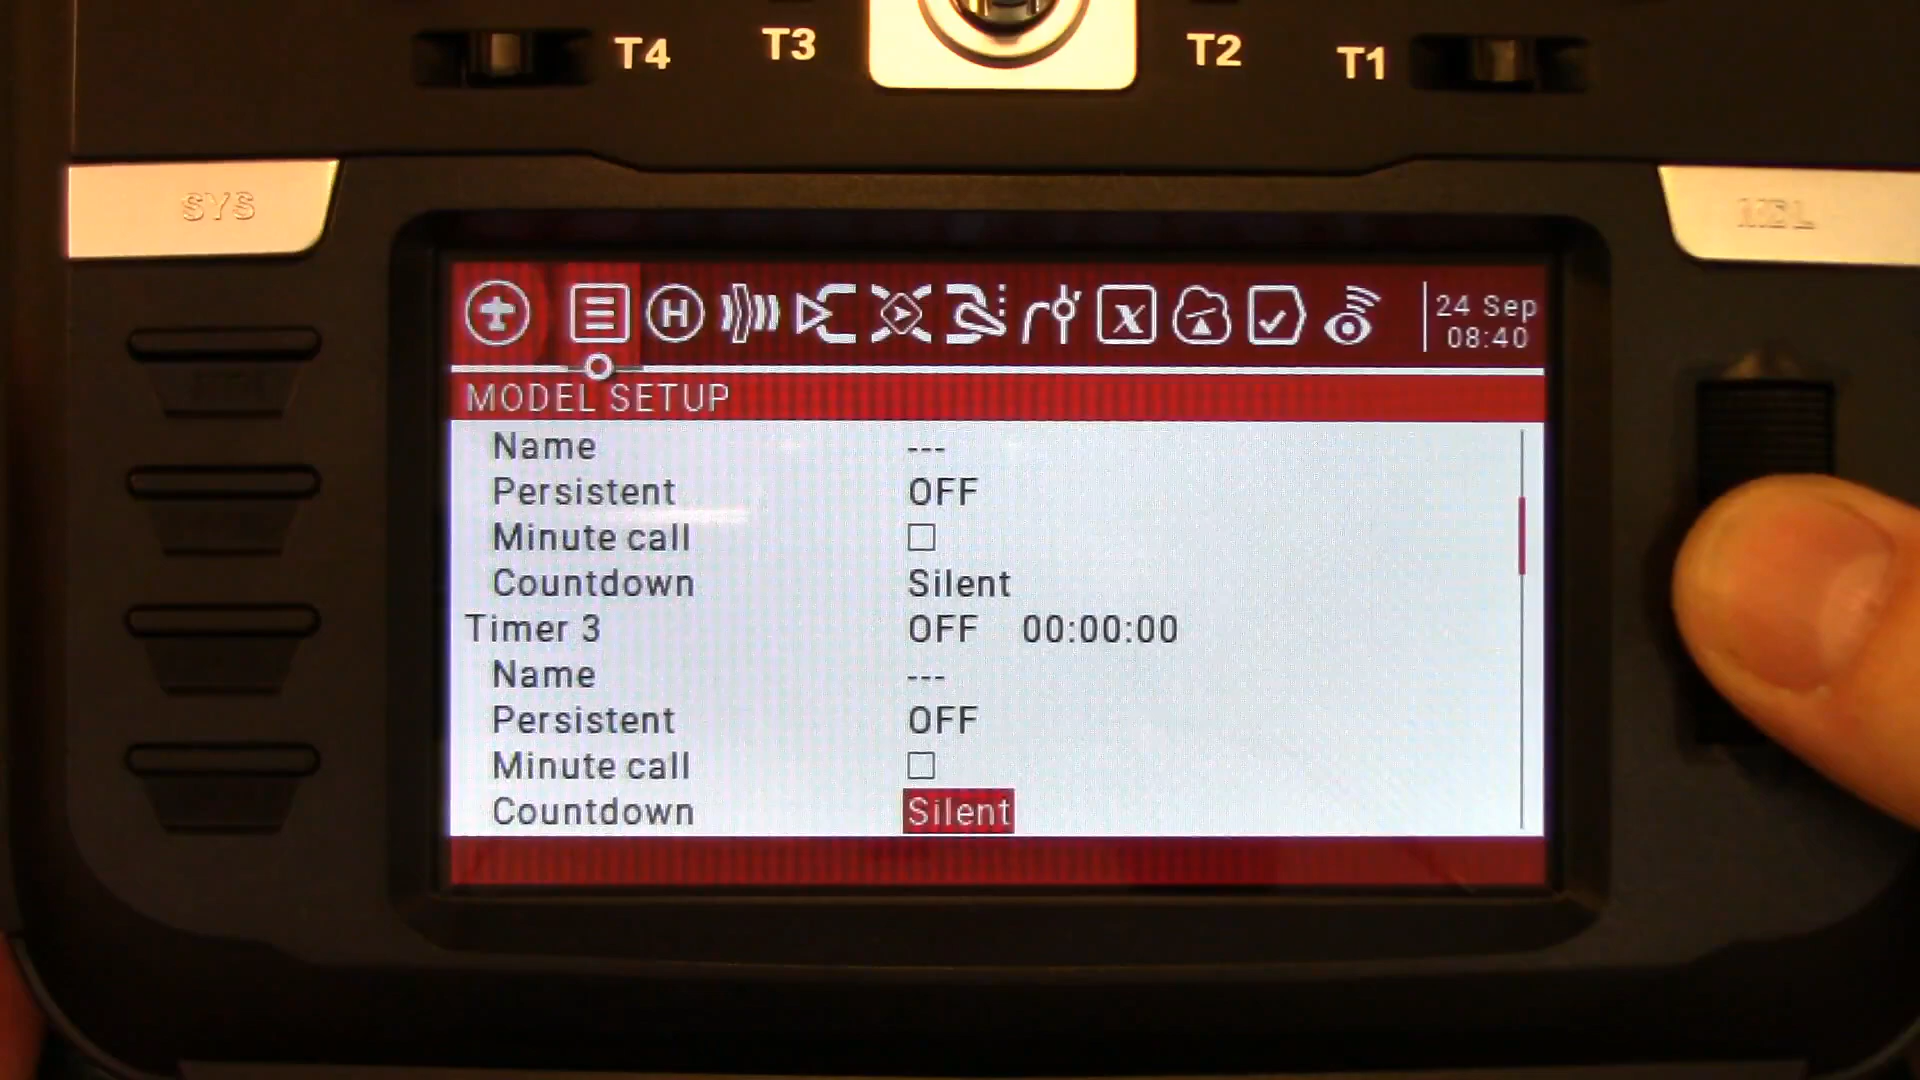 T4 T3 T2 T1
SYS
24 Sep
08:40
MODEL SETUP
Name ---
Persistent OFF
Minute call
Countdown Silent
Timer 3 OFF 00:00:00
Name ---
Persistent OFF
Minute call
Countdown Silent